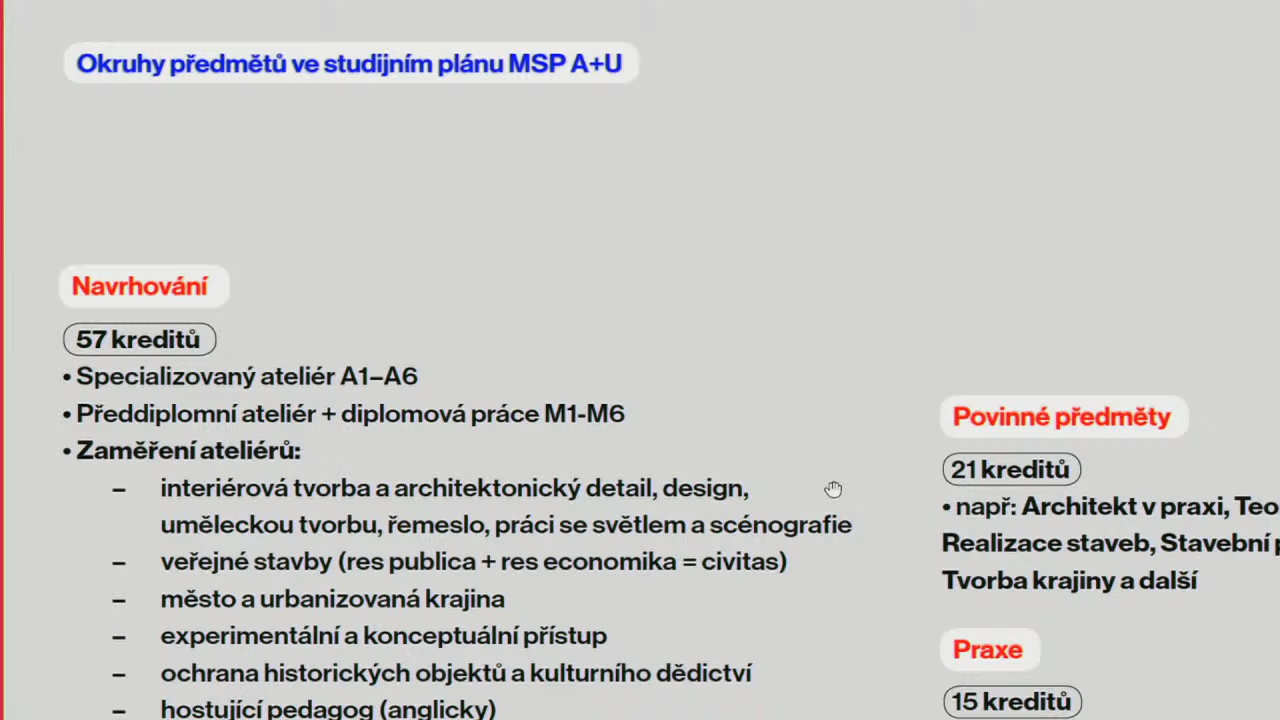 Okruhy předmětů ve studijním plánu MSP A+U
Navrhování
57 kreditů
• Specializovaný ateliér A1–A6
• Předdiplomní ateliér + diplomová práce M1-M6
• Zaměření ateliérů:
– interiérová tvorba a architektonický detail, design,
uměleckou tvorbu, řemeslo, práci se světlem a scénografie
– veřejné stavby (res publica + res economika = civitas)
– město a urbanizovaná krajina
– experimentální a konceptuální přístup
– ochrana historických objektů a kulturního dědictví
– hostující pedagog (anglicky)
Povinné předměty
21 kreditů
• např: Architekt v praxi,
Realizace staveb, Stavební
Tvorba krajiny a další
Praxe
15 kreditů